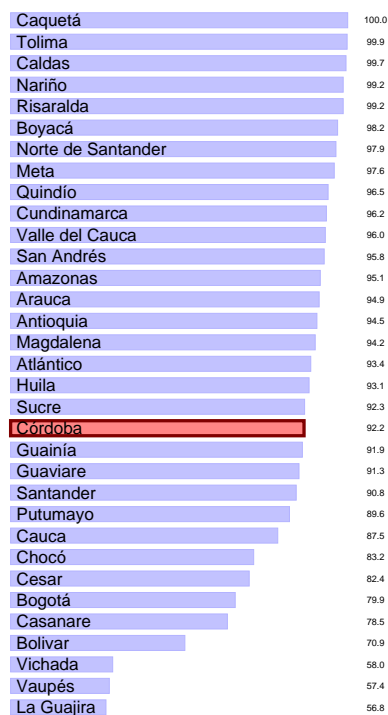 Caquetá 100.0
Tolima 99.9
Caldas 99.7
Nariño 99.2
Risaralda 99.2
Boyacá 98.2
Norte de Santander 97.9
Meta 97.6
Quindío 96.5
Cundinamarca 96.2
Valle del Cauca 96.0
San Andrés 95.8
Amazonas 95.1
Arauca 94.9
Antioquia 94.5
Magdalena 94.2
Atlántico 93.4
Huila 93.1
Sucre 92.3
Córdoba 92.2
Guainía 91.9
Guaviare 91.3
Santander 90.8
Putumayo 89.6
Cauca 87.5
Chocó 83.2
Cesar 82.4
Bogotá 79.9
Casanare 78.5
Bolivar 70.9
Vichada 58.0
Vaupés 57.4
La Guajira 56.8